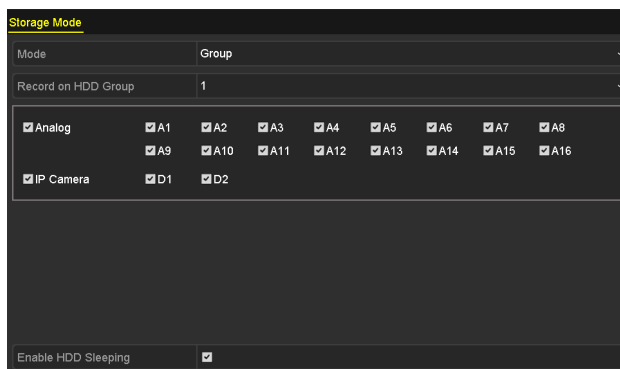 Storage Mode
Mode Group
Record on HDD Group 1
Analog A1 A2 A3 A4 A5 A6 A7 A8
A9 A10 A11 A12 A13 A14 A15 A16
IP Camera D1 D2
Enable HDD Sleeping